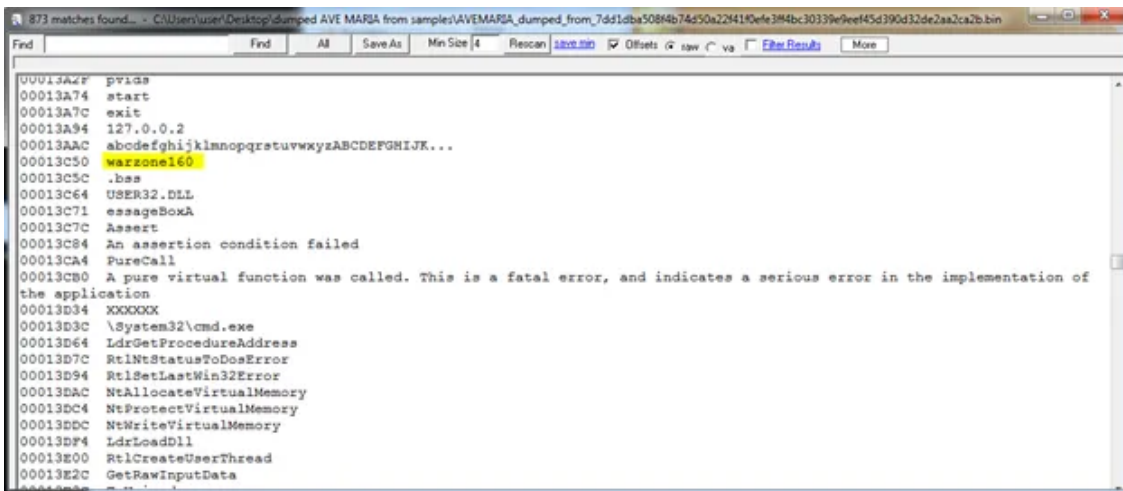 873 matches found... - C:\Users\user\Desktop\dumped AVE MARIA from samples\AVEMARIA_dumped_from_7dd1dba508f4b74d50a22f41f0efe3ff4bc30339e9eef45d390d32de2aa2ca2b.bin
Find Find All Save As Min Size 4 Rescan save min Offsets raw va Filter Results More
00013A2F pvids
00013A74 start
00013A7C exit
00013A94 127.0.0.2
00013AAC abcdefghijklmnopqrstuvwxyzABCDEFGHIJK...
00013C50 warzone160
00013C5C .bss
00013C64 USER32.DLL
00013C71 essageBoxA
00013C7C Assert
00013C84 An assertion condition failed
00013CA4 PureCall
00013CB0 A pure virtual function was called. This is a fatal error, and indicates a serious error in the implementation of
the application
00013D34 XXXXXX
00013D3C \System32\cmd.exe
00013D64 LdrGetProcedureAddress
00013D7C RtlNtStatusToDosError
00013D94 RtlSetLastWin32Error
00013DAC NtAllocateVirtualMemory
00013DC4 NtProtectVirtualMemory
00013DDC NtWriteVirtualMemory
00013DF4 LdrLoadDll
00013E00 RtlCreateUserThread
00013E2C GetRawInputData